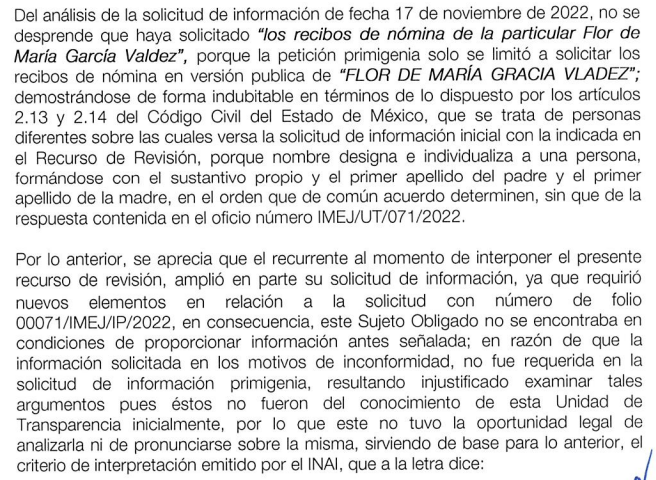 Del análisis de la solicitud de información de fecha 17 de noviembre de 2022, no se
desprende que haya solicitado “los recibos de nómina de la particular Flor de
María García Valdez”, porque la petición primigenia solo se limitó a solicitar los
recibos de nómina en versión publica de “FLOR DE MARÍA GRACIA VLADEZ”;
demostrándose de forma indubitable en términos de lo dispuesto por los artículos
2.13 y 2.14 del Código Civil del Estado de México, que se trata de personas
diferentes sobre las cuales versa la solicitud de información inicial con la indicada en
el Recurso de Revisión, porque nombre designa e individualiza a una persona,
formándose con el sustantivo propio y el primer apellido del padre y el primer
apellido de la madre, en el orden que de común acuerdo determinen, sin que de la
respuesta contenida en el oficio número IMEJ/UT/071/2022.
Por lo anterior, se aprecia que el recurrente al momento de interponer el presente
recurso de revisión, amplió en parte su solicitud de información, ya que requirió
nuevos elementos en relación a la solicitud con número de folio
00071/IMEJ/IP/2022, en consecuencia, este Sujeto Obligado no se encontraba en
condiciones de proporcionar información antes señalada; en razón de que la
información solicitada en los motivos de inconformidad, no fue requerida en la
solicitud de información primigenia, resultando injustificado examinar tales
argumentos pues éstos no fueron del conocimiento de esta Unidad de
Transparencia inicialmente, por lo que este no tuvo la oportunidad legal de
analizarla ni de pronunciarse sobre la misma, sirviendo de base para lo anterior, el
criterio de interpretación emitido por el INAI, que a la letra dice: